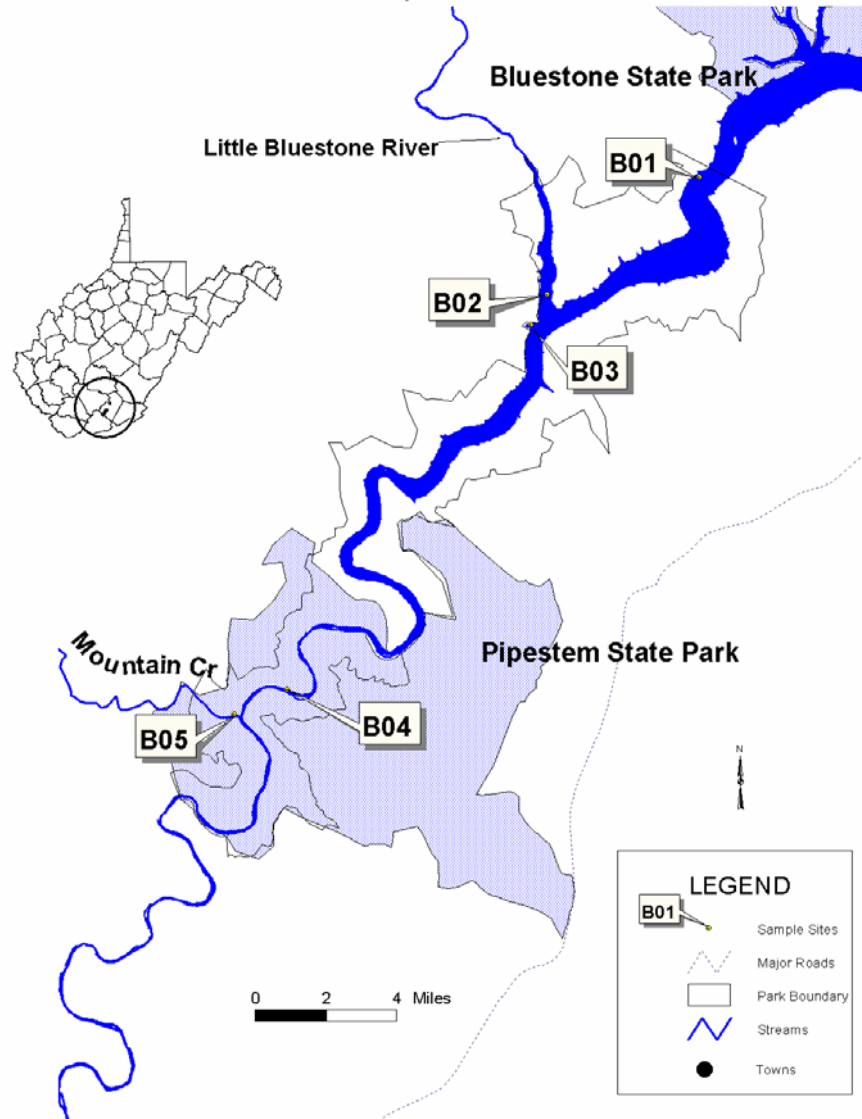 Bluestone State Park
Little Bluestone River
B01
B02
B03
Mountain Cr
Pipestem State Park
B04
B05
N
0 2 4 Miles
LEGEND
B01
Sample Sites
Major Roads
Park Boundary
Streams
Towns